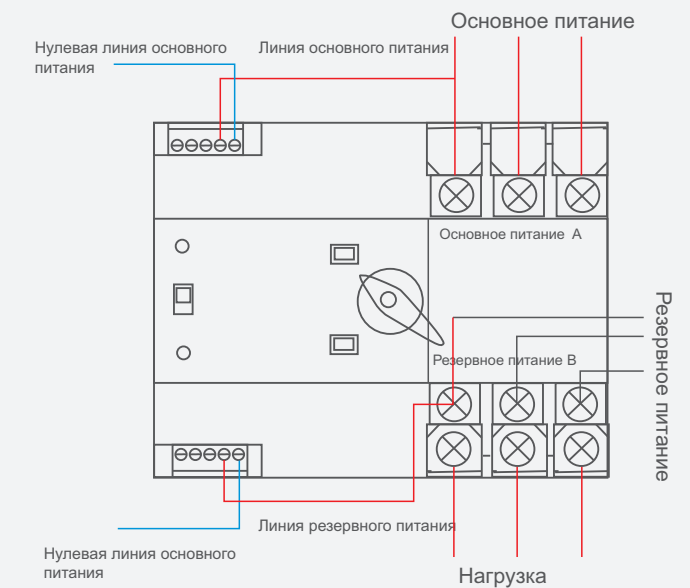 Основное питание
Нулевая линия основного
питания
Линия основного питания
Основное питание А
Резервное питание
Резервное питание В
Линия резервного питания
Нулевая линия основного
питания
Нагрузка